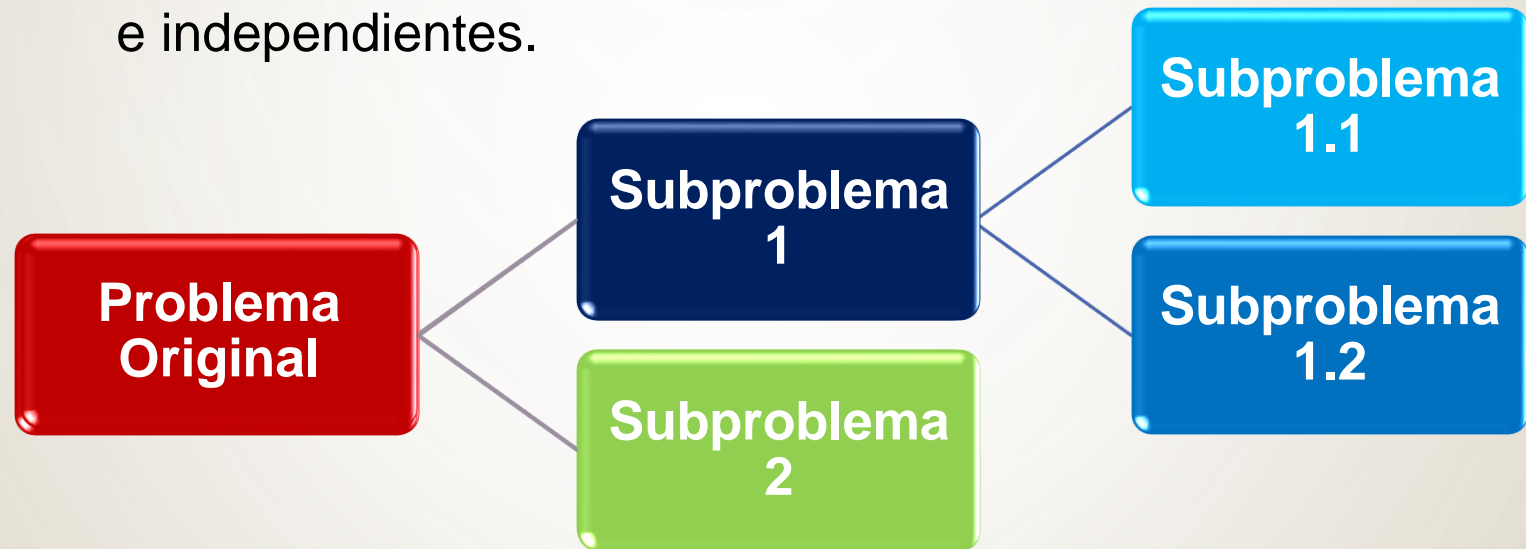 e independientes.
Problema
Original
Subproblema
1
Subproblema
2
Subproblema
1.1
Subproblema
1.2